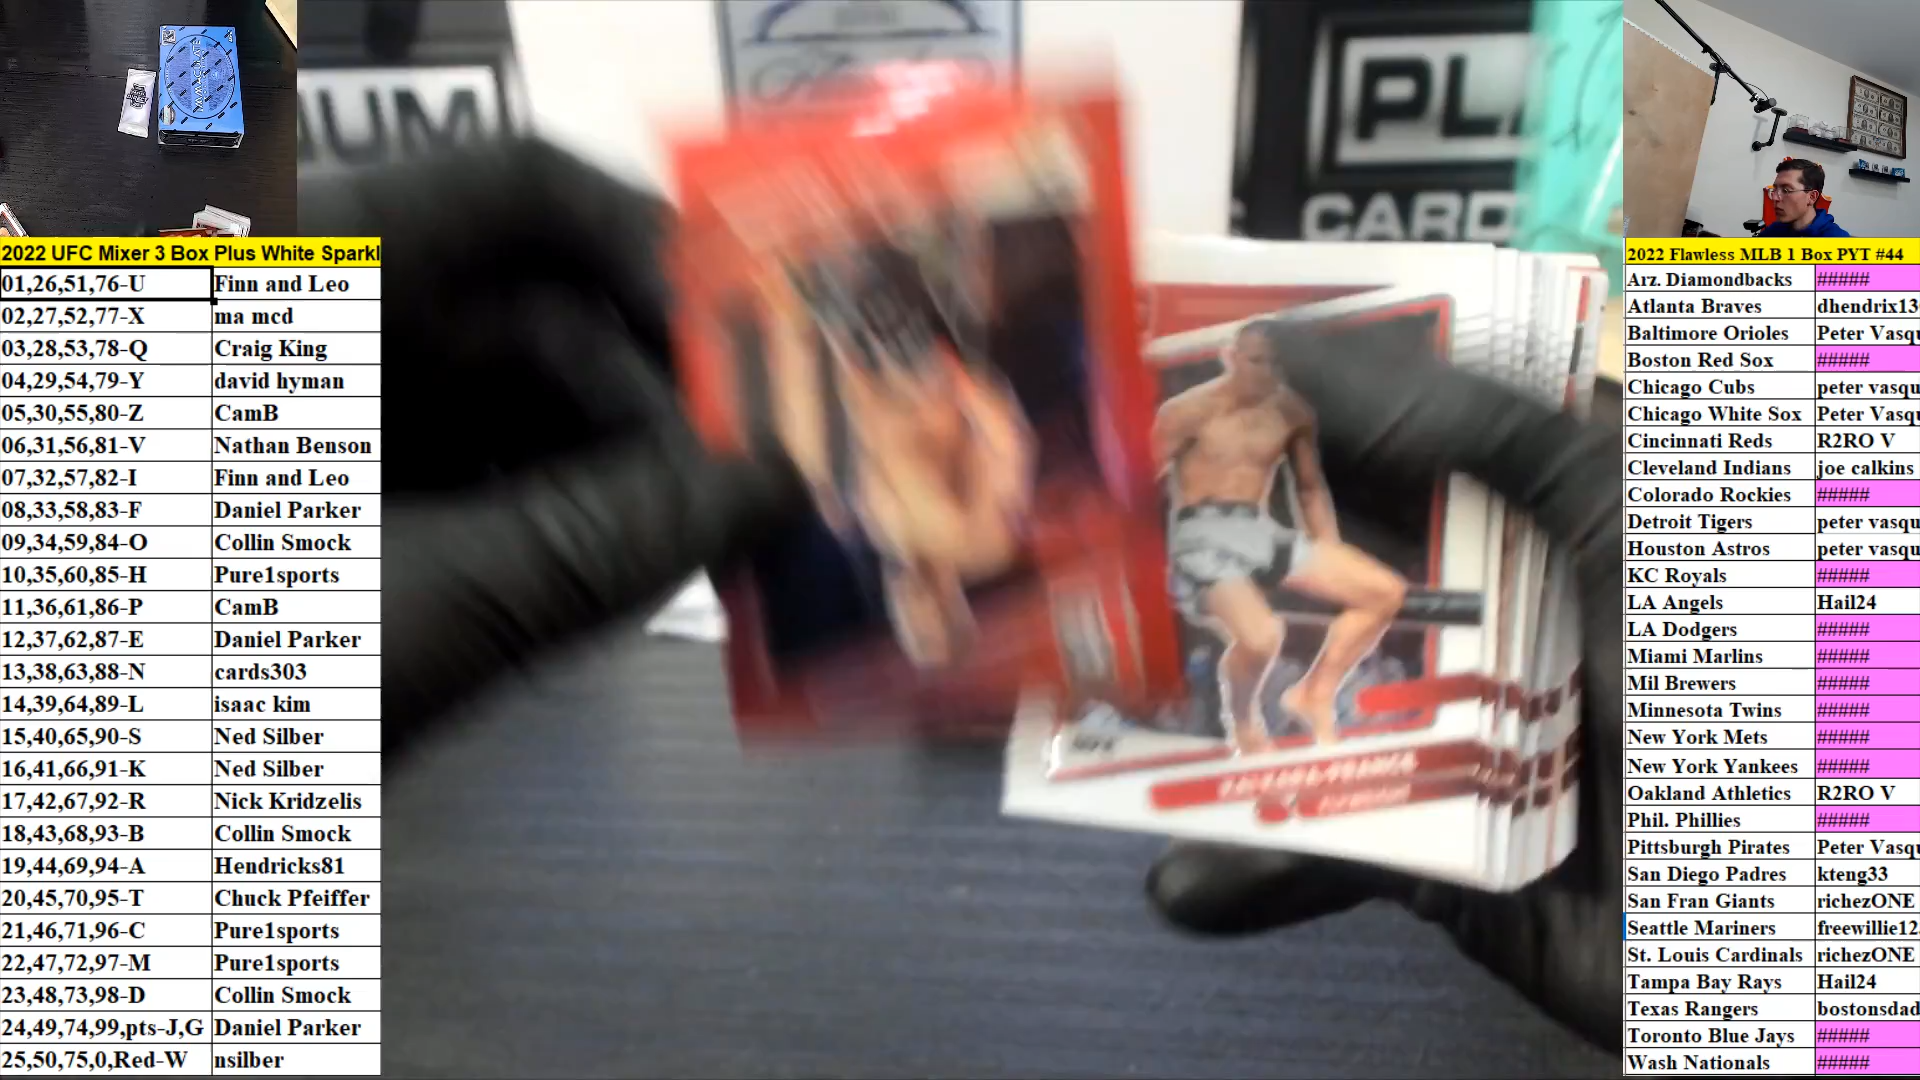 NUM
PL
CARD
2022 UFC Mixer 3 Box Plus White Sparkl
01,26,51,76-U Finn and Leo
02,27,52,77-X ma mcd
03,28,53,78-Q Craig King
04,29,54,79-Y david hyman
05,30,55,80-Z CamB
06,31,56,81-V Nathan Benson
07,32,57,82-I Finn and Leo
08,33,58,83-F Daniel Parker
09,34,59,84-O Collin Smock
10,35,60,85-H Pure1sports
11,36,61,86-P CamB
12,37,62,87-E Daniel Parker
13,38,63,88-N cards303
14,39,64,89-L isaac kim
15,40,65,90-S Ned Silber
16,41,66,91-K Ned Silber
17,42,67,92-R Nick Kridzelis
18,43,68,93-B Collin Smock
19,44,69,94-A Hendricks81
20,45,70,95-T Chuck Pfeiffer
21,46,71,96-C Pure1sports
22,47,72,97-M Pure1sports
23,48,73,98-D Collin Smock
24,49,74,99,pts-J,G Daniel Parker
25,50,75,0,Red-W nsilber
2022 Flawless MLB 1 Box PYT #44
Arz. Diamondbacks #####
Atlanta Braves dhendrix13
Baltimore Orioles Peter Vasqu
Boston Red Sox #####
Chicago Cubs peter vasqu
Chicago White Sox Peter Vasqu
Cincinnati Reds R2RO V
Cleveland Indians joe calkins
Colorado Rockies #####
Detroit Tigers peter vasqu
Houston Astros peter vasqu
KC Royals #####
LA Angels Hail24
LA Dodgers #####
Miami Marlins #####
Mil Brewers #####
Minnesota Twins #####
New York Mets #####
New York Yankees #####
Oakland Athletics R2RO V
Phil. Phillies #####
Pittsburgh Pirates Peter Vasqu
San Diego Padres kteng33
San Fran Giants richezONE
Seattle Mariners freewillie12
St. Louis Cardinals richezONE
Tampa Bay Rays Hail24
Texas Rangers bostonsdad
Toronto Blue Jays #####
Wash Nationals #####